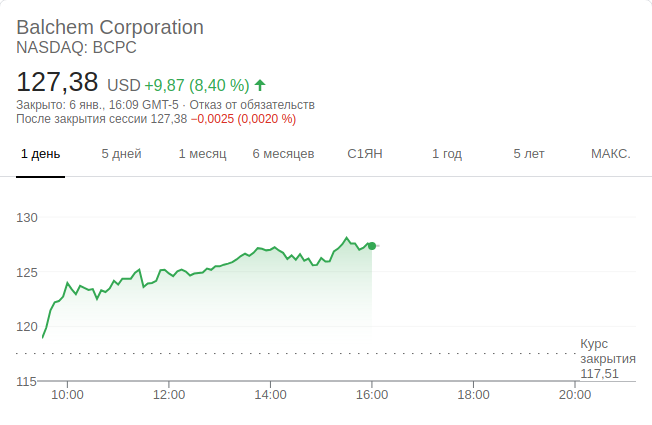 Balchem Corporation
NASDAQ: BCPC
127,38 USD +9,87 (8,40 %)
Закрыто: 6 янв., 16:09 GMT-5 · Отказ от обязательств
После закрытия сессии 127,38 −0,0025 (0,0020 %)
1 день 5 дней 1 месяц 6 месяцев С1ЯН 1 год 5 лет МАКС.
130
125
120
Курс
закрытия
117,51
115
10:00 12:00 14:00 16:00 18:00 20:00